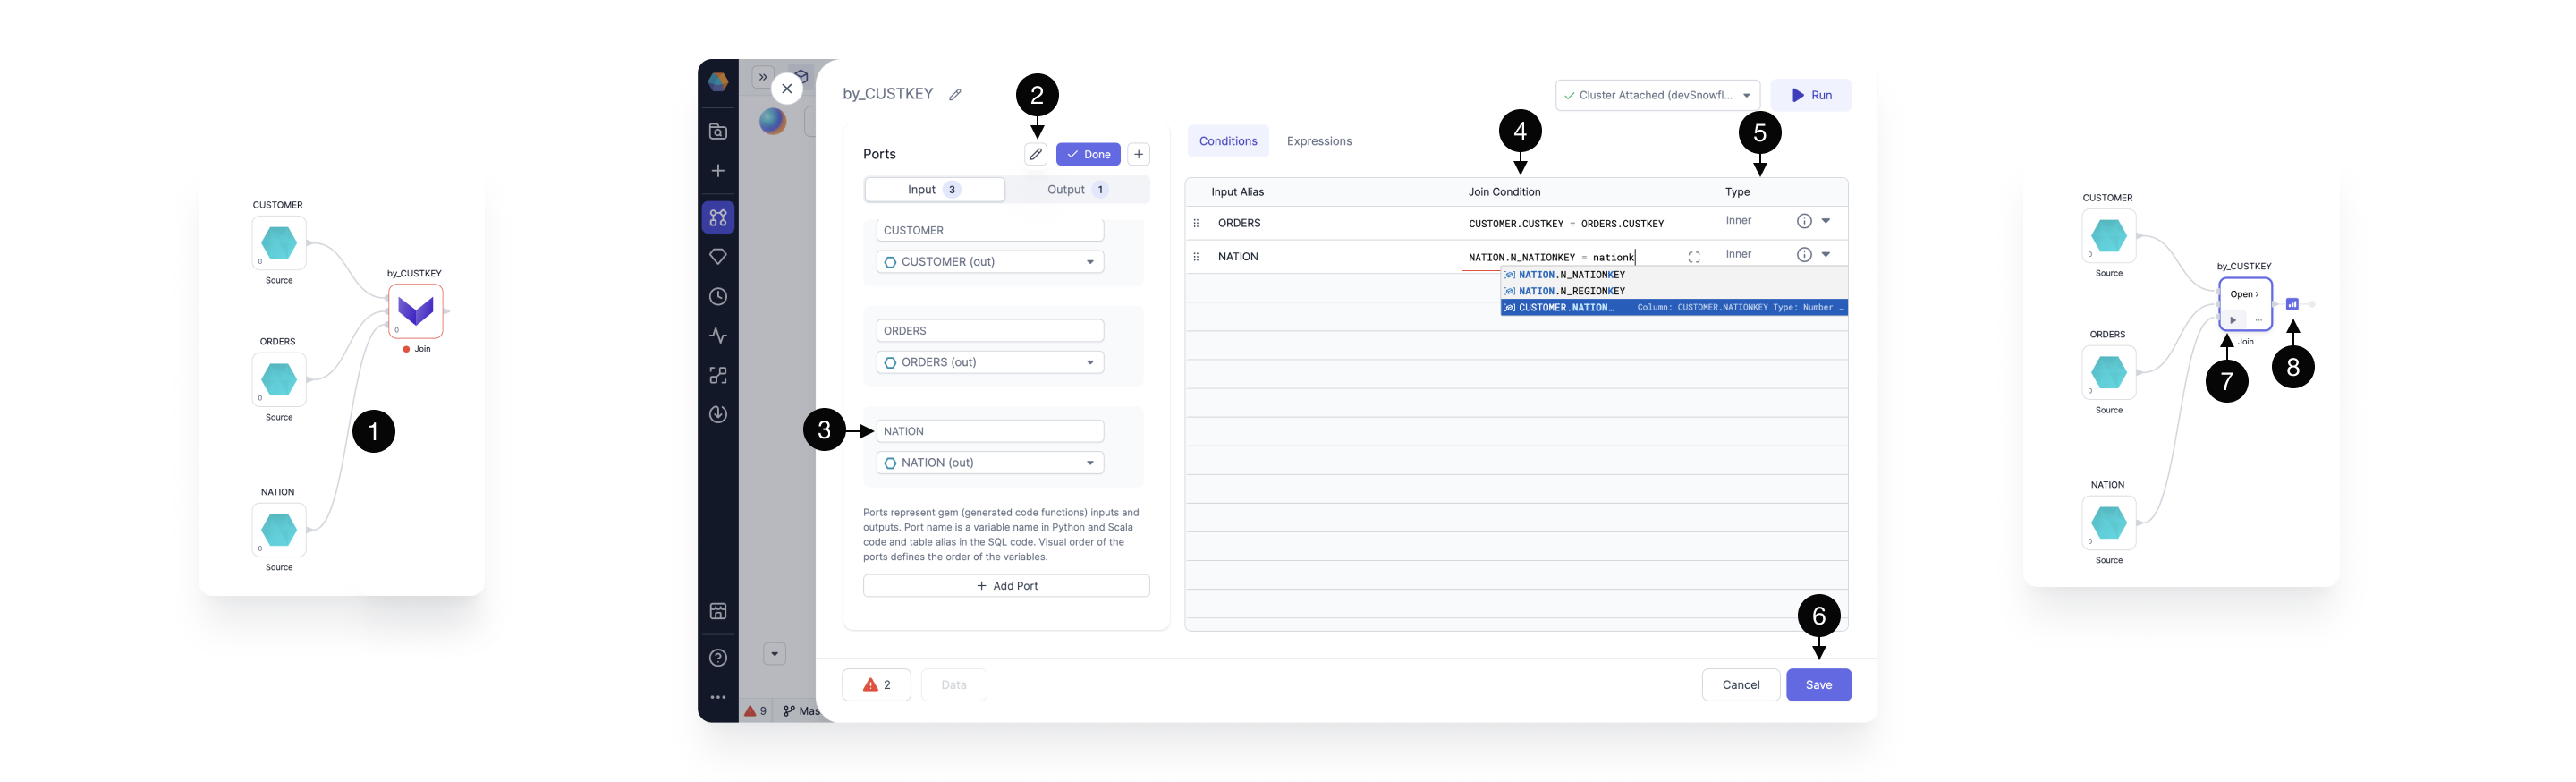 CUSTOMER
0
Source
by_CUSTKEY
0
Join
ORDERS
0
Source
1
NATION
0
Source
by_CUSTKEY
2
Cluster Attached (devSnowfl...
Run
Ports
Done
Input 3
Output 1
CUSTOMER
CUSTOMER (out)
ORDERS
ORDERS (out)
3
NATION
NATION (out)
Ports represent gem (generated code functions) inputs and
outputs. Port name is a variable name in Python and Scala
code and table alias in the SQL code. Visual order of the
ports defines the order of the variables.
+ Add Port
Conditions
Expressions
4
5
Input Alias
Join Condition
Type
ORDERS
CUSTOMER.CUSTKEY = ORDERS.CUSTKEY
Inner
NATION
NATION.N_NATIONKEY = nationk
Inner
NATION.N_NATIONKEY
NATION.N_REGIONKEY
CUSTOMER.NATION… Column: CUSTOMER.NATIONKEY Type: Number …
6
2
Data
Cancel
Save
9
Mas
CUSTOMER
0
Source
by_CUSTKEY
Open >
...
Join
ORDERS
0
Source
7
8
NATION
0
Source